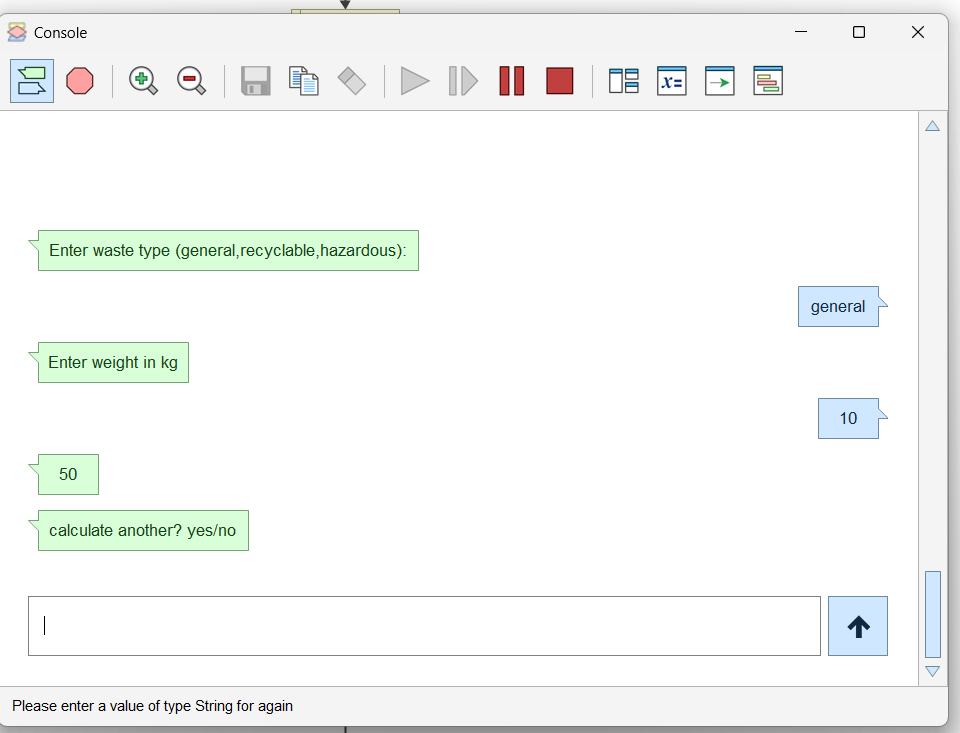 Console
x=
Enter waste type (general,recyclable,hazardous):
general
Enter weight in kg
10
50
calculate another? yes/no
Please enter a value of type String for again